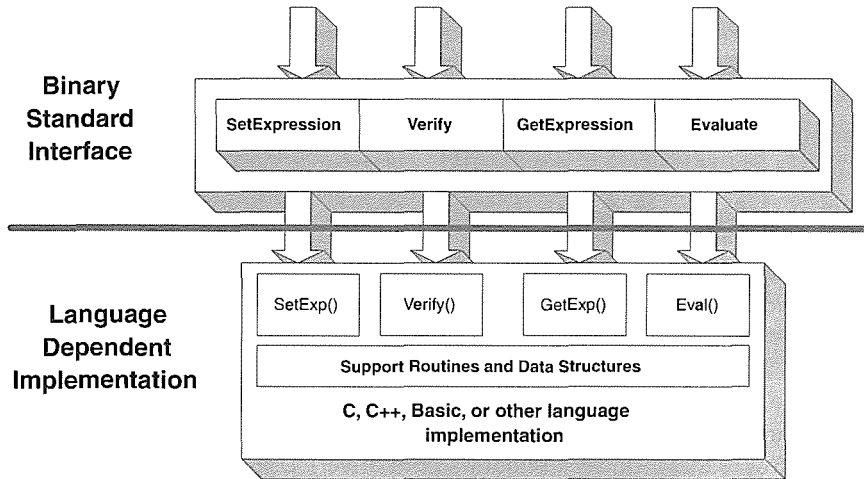 Binary
Standard
Interface
SetExpression Verify GetExpression Evaluate
Language
Dependent
Implementation
SetExp() Verify() GetExp() Eval()
Support Routines and Data Structures
C, C++, Basic, or other language
implementation